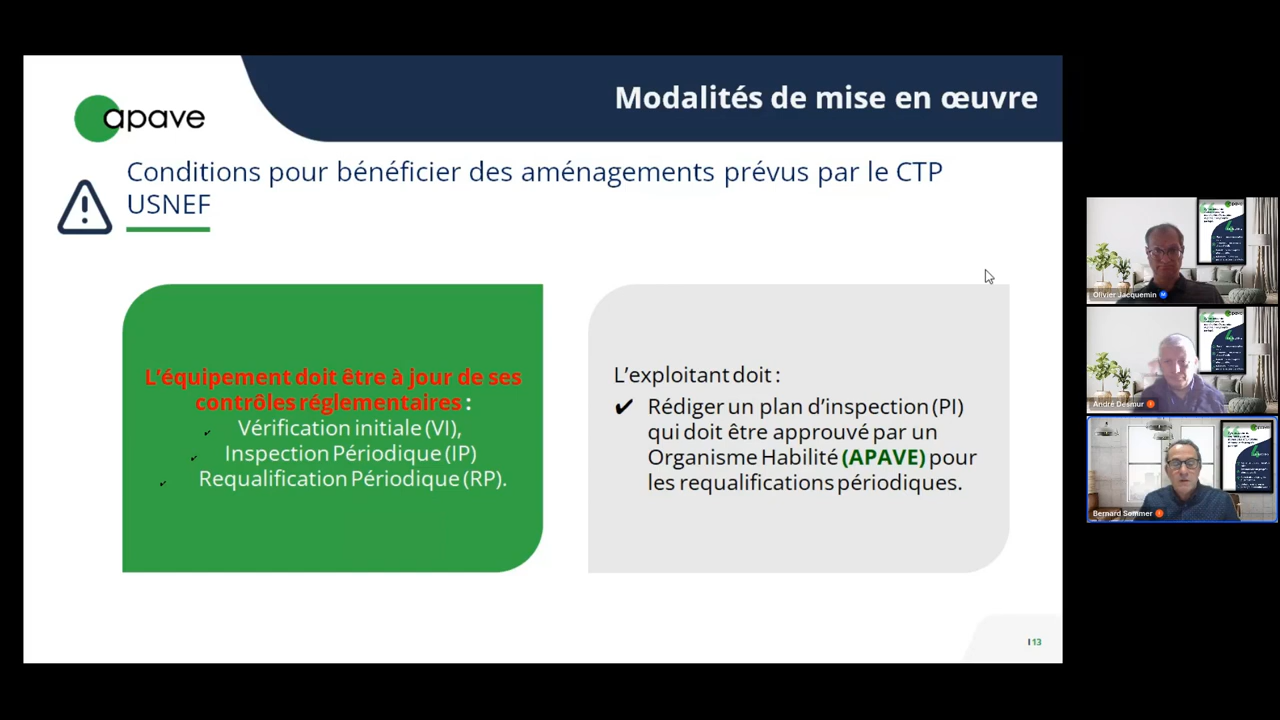 apave
Modalités de mise en œuvre
Conditions pour bénéficier des aménagements prévus par le CTP
USNEF
L'équipement doit être à jour de ses
contrôles réglementaires :
✓ Vérification initiale (VI),
✓ Inspection Périodique (IP)
✓ Requalification Périodique (RP).
L'exploitant doit :
✔ Rédiger un plan d'inspection (PI)
qui doit être approuvé par un
Organisme Habilité (APAVE) pour
les requalifications périodiques.
13
Olivier Jacquemin
André Desmur
Bernard Sommer